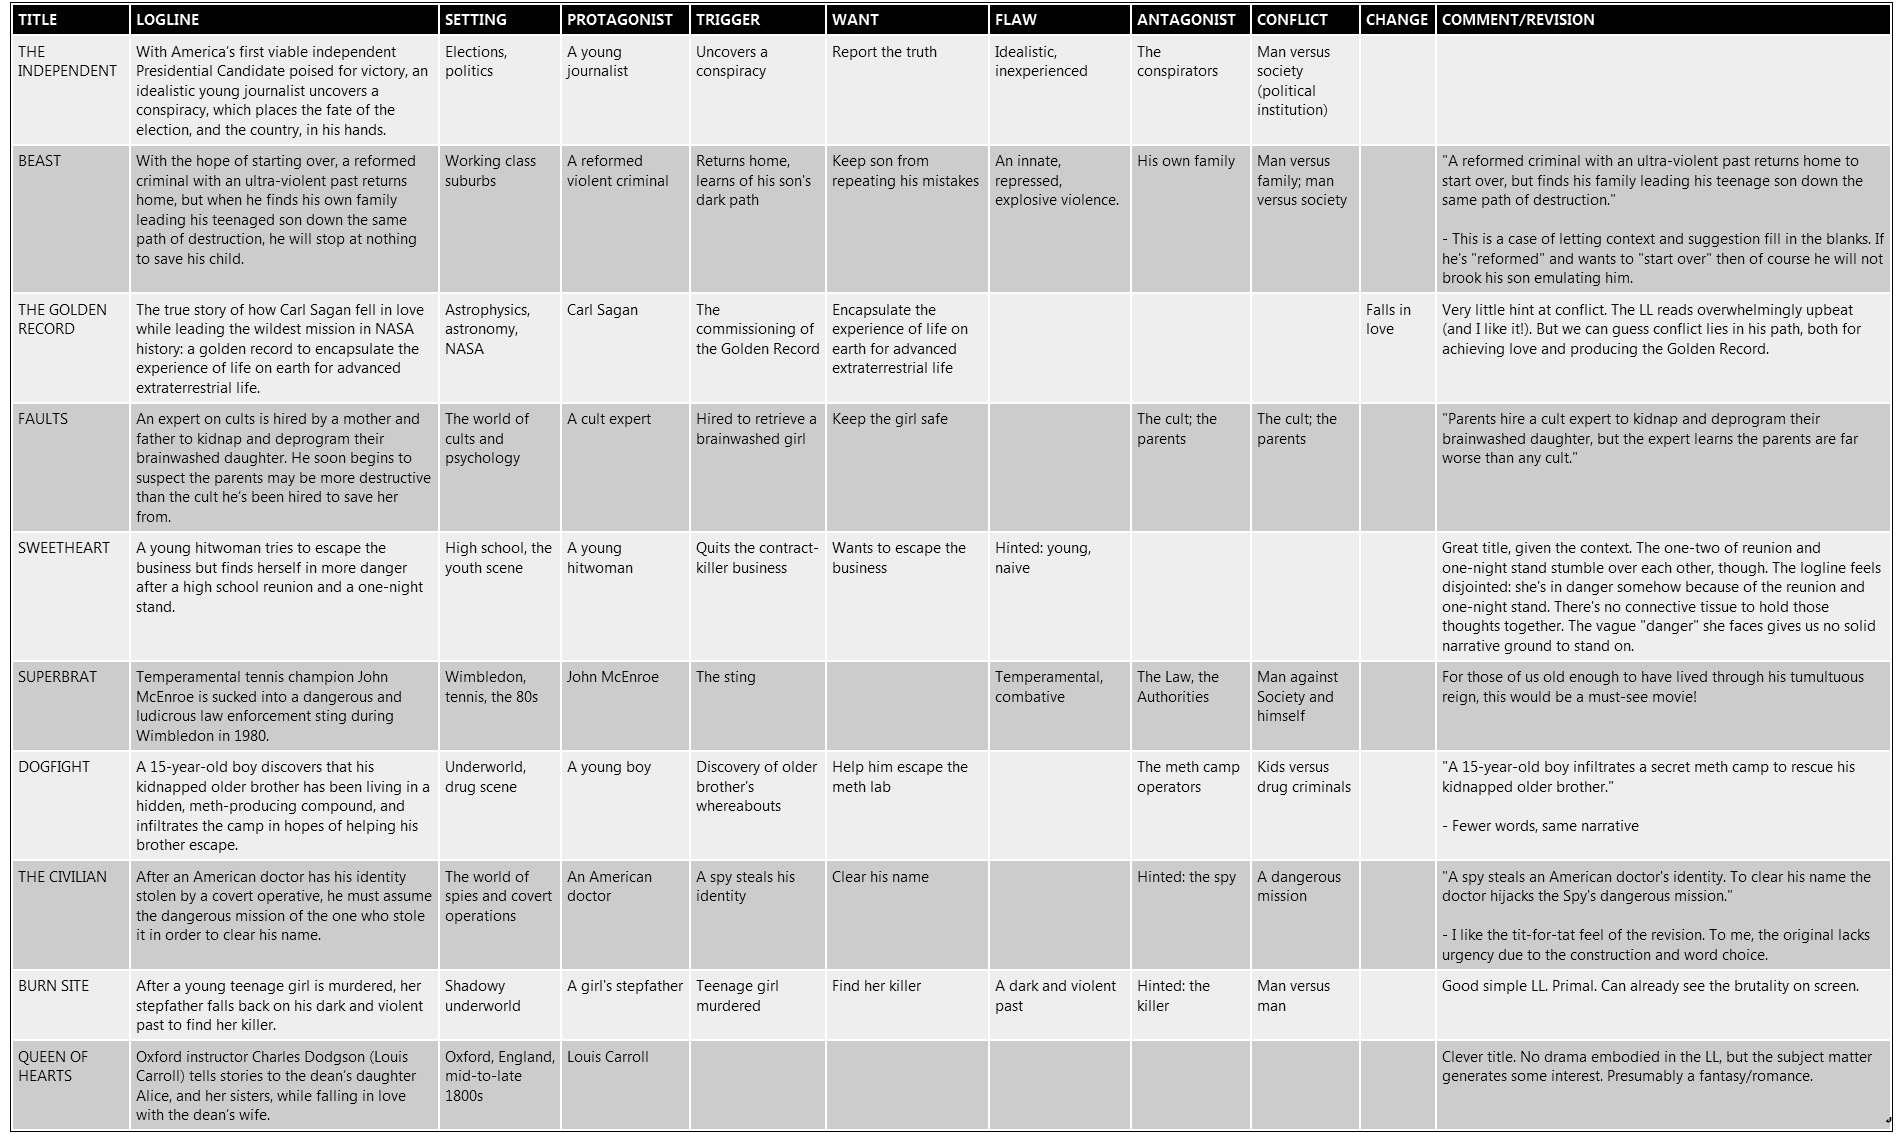 TITLE LOGLINE SETTING PROTAGONIST TRIGGER WANT FLAW ANTAGONIST CONFLICT CHANGE COMMENT/REVISION
THE
INDEPENDENT
With America's first viable independent
Presidential Candidate poised for victory, an
idealistic young journalist uncovers a
conspiracy, which places the fate of the
election, and the country, in his hands.
Elections,
politics
A young
journalist
Uncovers a
conspiracy
Report the truth
Idealistic,
inexperienced
The
conspirators
Man versus
society
(political
institution)
BEAST
With the hope of starting over, a reformed
criminal with an ultra-violent past returns
home, but when he finds his own family
leading his teenaged son down the same
path of destruction, he will stop at nothing
to save his child.
Working class
suburbs
A reformed
violent criminal
Returns home,
learns of his son's
dark path
Keep son from
repeating his mistakes
An innate,
repressed,
explosive violence.
His own family
Man versus
family; man
versus society
"A reformed criminal with an ultra-violent past returns home to
start over, but finds his family leading his teenage son down the
same path of destruction."
- This is a case of letting context and suggestion fill in the blanks. If
he's "reformed" and wants to "start over" then of course he will not
brook his son emulating him.
THE GOLDEN
RECORD
The true story of how Carl Sagan fell in love
while leading the wildest mission in NASA
history: a golden record to encapsulate the
experience of life on earth for advanced
extraterrestrial life.
Astrophysics,
astronomy,
NASA
Carl Sagan
The
commissioning of
the Golden Record
Encapsulate the
experience of life on
earth for advanced
extraterrestrial life
Falls in
love
Very little hint at conflict. The LL reads overwhelmingly upbeat
(and I like it!). But we can guess conflict lies in his path, both for
achieving love and producing the Golden Record.
FAULTS
An expert on cults is hired by a mother and
father to kidnap and deprogram their
brainwashed daughter. He soon begins to
suspect the parents may be more destructive
than the cult he's been hired to save her
from.
The world of
cults and
psychology
A cult expert
Hired to retrieve a
brainwashed girl
Keep the girl safe
The cult; the
parents
The cult; the
parents
"Parents hire a cult expert to kidnap and deprogram their
brainwashed daughter, but the expert learns the parents are far
worse than any cult."
SWEETHEART
A young hitwoman tries to escape the
business but finds herself in more danger
after a high school reunion and a one-night
stand.
High school, the
youth scene
A young
hitwoman
Quits the contract-
killer business
Wants to escape the
business
Hinted: young,
naive
Great title, given the context. The one-two of reunion and
one-night stand stumble over each other, though. The logline feels
disjointed: she's in danger somehow because of the reunion and
one-night stand. There's no connective tissue to hold those
thoughts together. The vague "danger" she faces gives us no solid
narrative ground to stand on.
SUPERBRAT
Temperamental tennis champion John
McEnroe is sucked into a dangerous and
ludicrous law enforcement sting during
Wimbledon in 1980.
Wimbledon,
tennis, the 80s
John McEnroe
The sting
Temperamental,
combative
The Law, the
Authorities
Man against
Society and
himself
For those of us old enough to have lived through his tumultuous
reign, this would be a must-see movie!
DOGFIGHT
A 15-year-old boy discovers that his
kidnapped older brother has been living in a
hidden, meth-producing compound, and
infiltrates the camp in hopes of helping his
brother escape.
Underworld,
drug scene
A young boy
Discovery of older
brother's
whereabouts
Help him escape the
meth lab
The meth camp
operators
Kids versus
drug criminals
"A 15-year-old boy infiltrates a secret meth camp to rescue his
kidnapped older brother."
- Fewer words, same narrative
THE CIVILIAN
After an American doctor has his identity
stolen by a covert operative, he must assume
the dangerous mission of the one who stole
it in order to clear his name.
The world of
spies and covert
operations
An American
doctor
A spy steals his
identity
Clear his name
Hinted: the spy
A dangerous
mission
"A spy steals an American doctor's identity. To clear his name the
doctor hijacks the Spy's dangerous mission."
- I like the tit-for-tat feel of the revision. To me, the original lacks
urgency due to the construction and word choice.
BURN SITE
After a young teenage girl is murdered, her
stepfather falls back on his dark and violent
past to find her killer.
Shadowy
underworld
A girl's stepfather
Teenage girl
murdered
Find her killer
A dark and violent
past
Hinted: the
killer
Man versus
man
Good simple LL. Primal. Can already see the brutality on screen.
QUEEN OF
HEARTS
Oxford instructor Charles Dodgson (Louis
Carroll) tells stories to the dean's daughter
Alice, and her sisters, while falling in love
with the dean's wife.
Oxford, England,
mid-to-late
1800s
Louis Carroll
Clever title. No drama embodied in the LL, but the subject matter
generates some interest. Presumably a fantasy/romance.